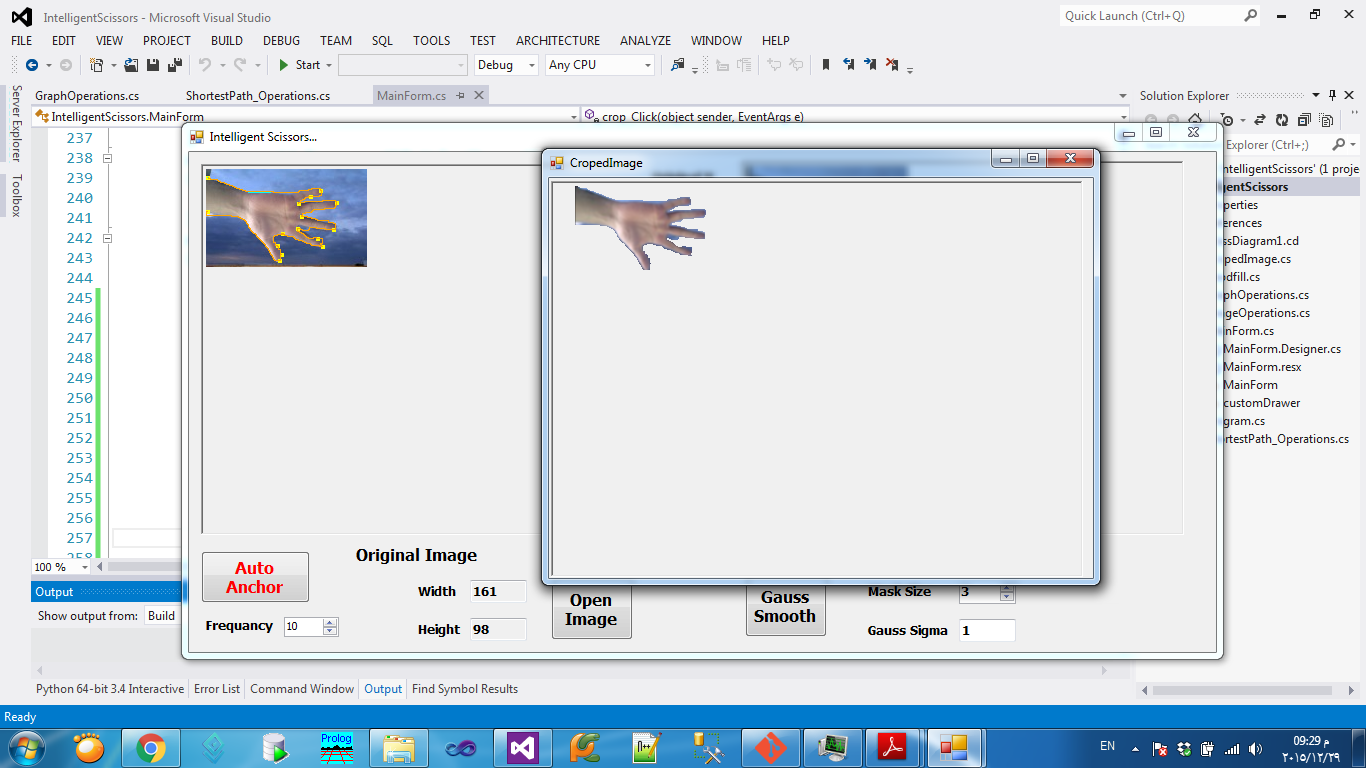 IntelligentScissors - Microsoft Visual Studio
Quick Launch (Ctrl+Q)
FILE EDIT VIEW PROJECT BUILD DEBUG TEAM SQL TOOLS TEST ARCHITECTURE ANALYZE WINDOW HELP
Start Debug Any CPU
Server Explorer
Toolbox
GraphOperations.cs ShortestPath_Operations.cs MainForm.cs
Solution Explorer
IntelligentScissors.MainForm crop_Click(object sender, EventArgs e)
Intelligent Scissors...
CropedImage
Explorer (Ctrl+;)
237
238
239
240
241
242
243
244
245
246
247
248
249
250
251
252
253
254
255
256
257
258
ntelligentScissors' (1 proje
gentScissors
perties
erences
ssDiagram1.cd
pedImage.cs
odfill.cs
phOperations.cs
geOperations.cs
nForm.cs
MainForm.Designer.cs
MainForm.resx
MainForm
customDrawer
gram.cs
rtestPath_Operations.cs
100 %
Output
Show output from: Build
Auto
Anchor
Original Image
Width 161
Height 98
Frequancy 10
Open
Image
Gauss
Smooth
Mask Size 3
Gauss Sigma 1
Python 64-bit 3.4 Interactive Error List Command Window Output Find Symbol Results
Ready
Prolog
N++
EN
09:29 م
٢٠١٥/١٢/٢٩